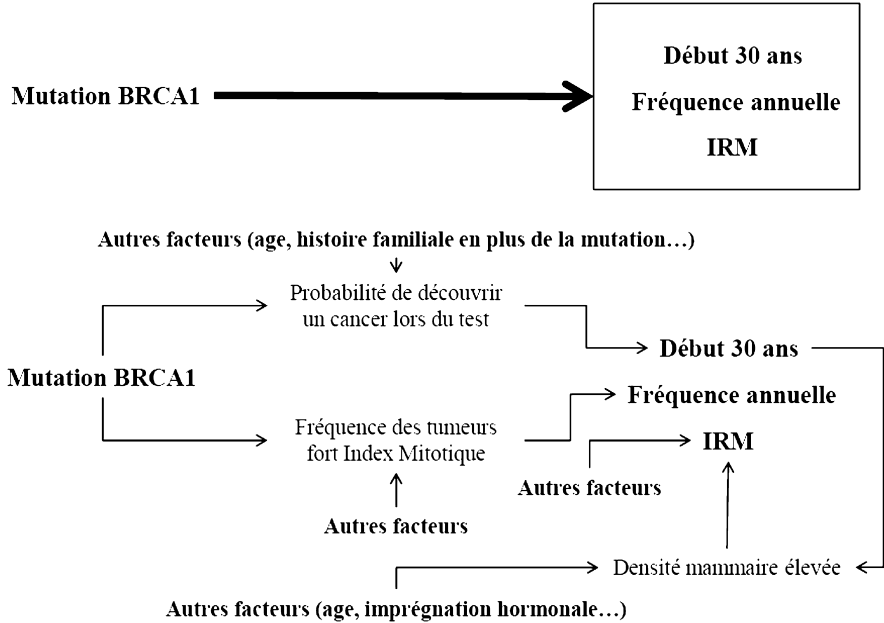 Mutation BRCA1
Début 30 ans
Fréquence annuelle
IRM
Autres facteurs (age, histoire familiale en plus de la mutation…)
Probabilité de découvrir
un cancer lors du test
Mutation BRCA1
Début 30 ans
Fréquence annuelle
IRM
Fréquence des tumeurs
fort Index Mitotique
Autres facteurs
Autres facteurs
Densité mammaire élevée
Autres facteurs (age, imprégnation hormonale…)